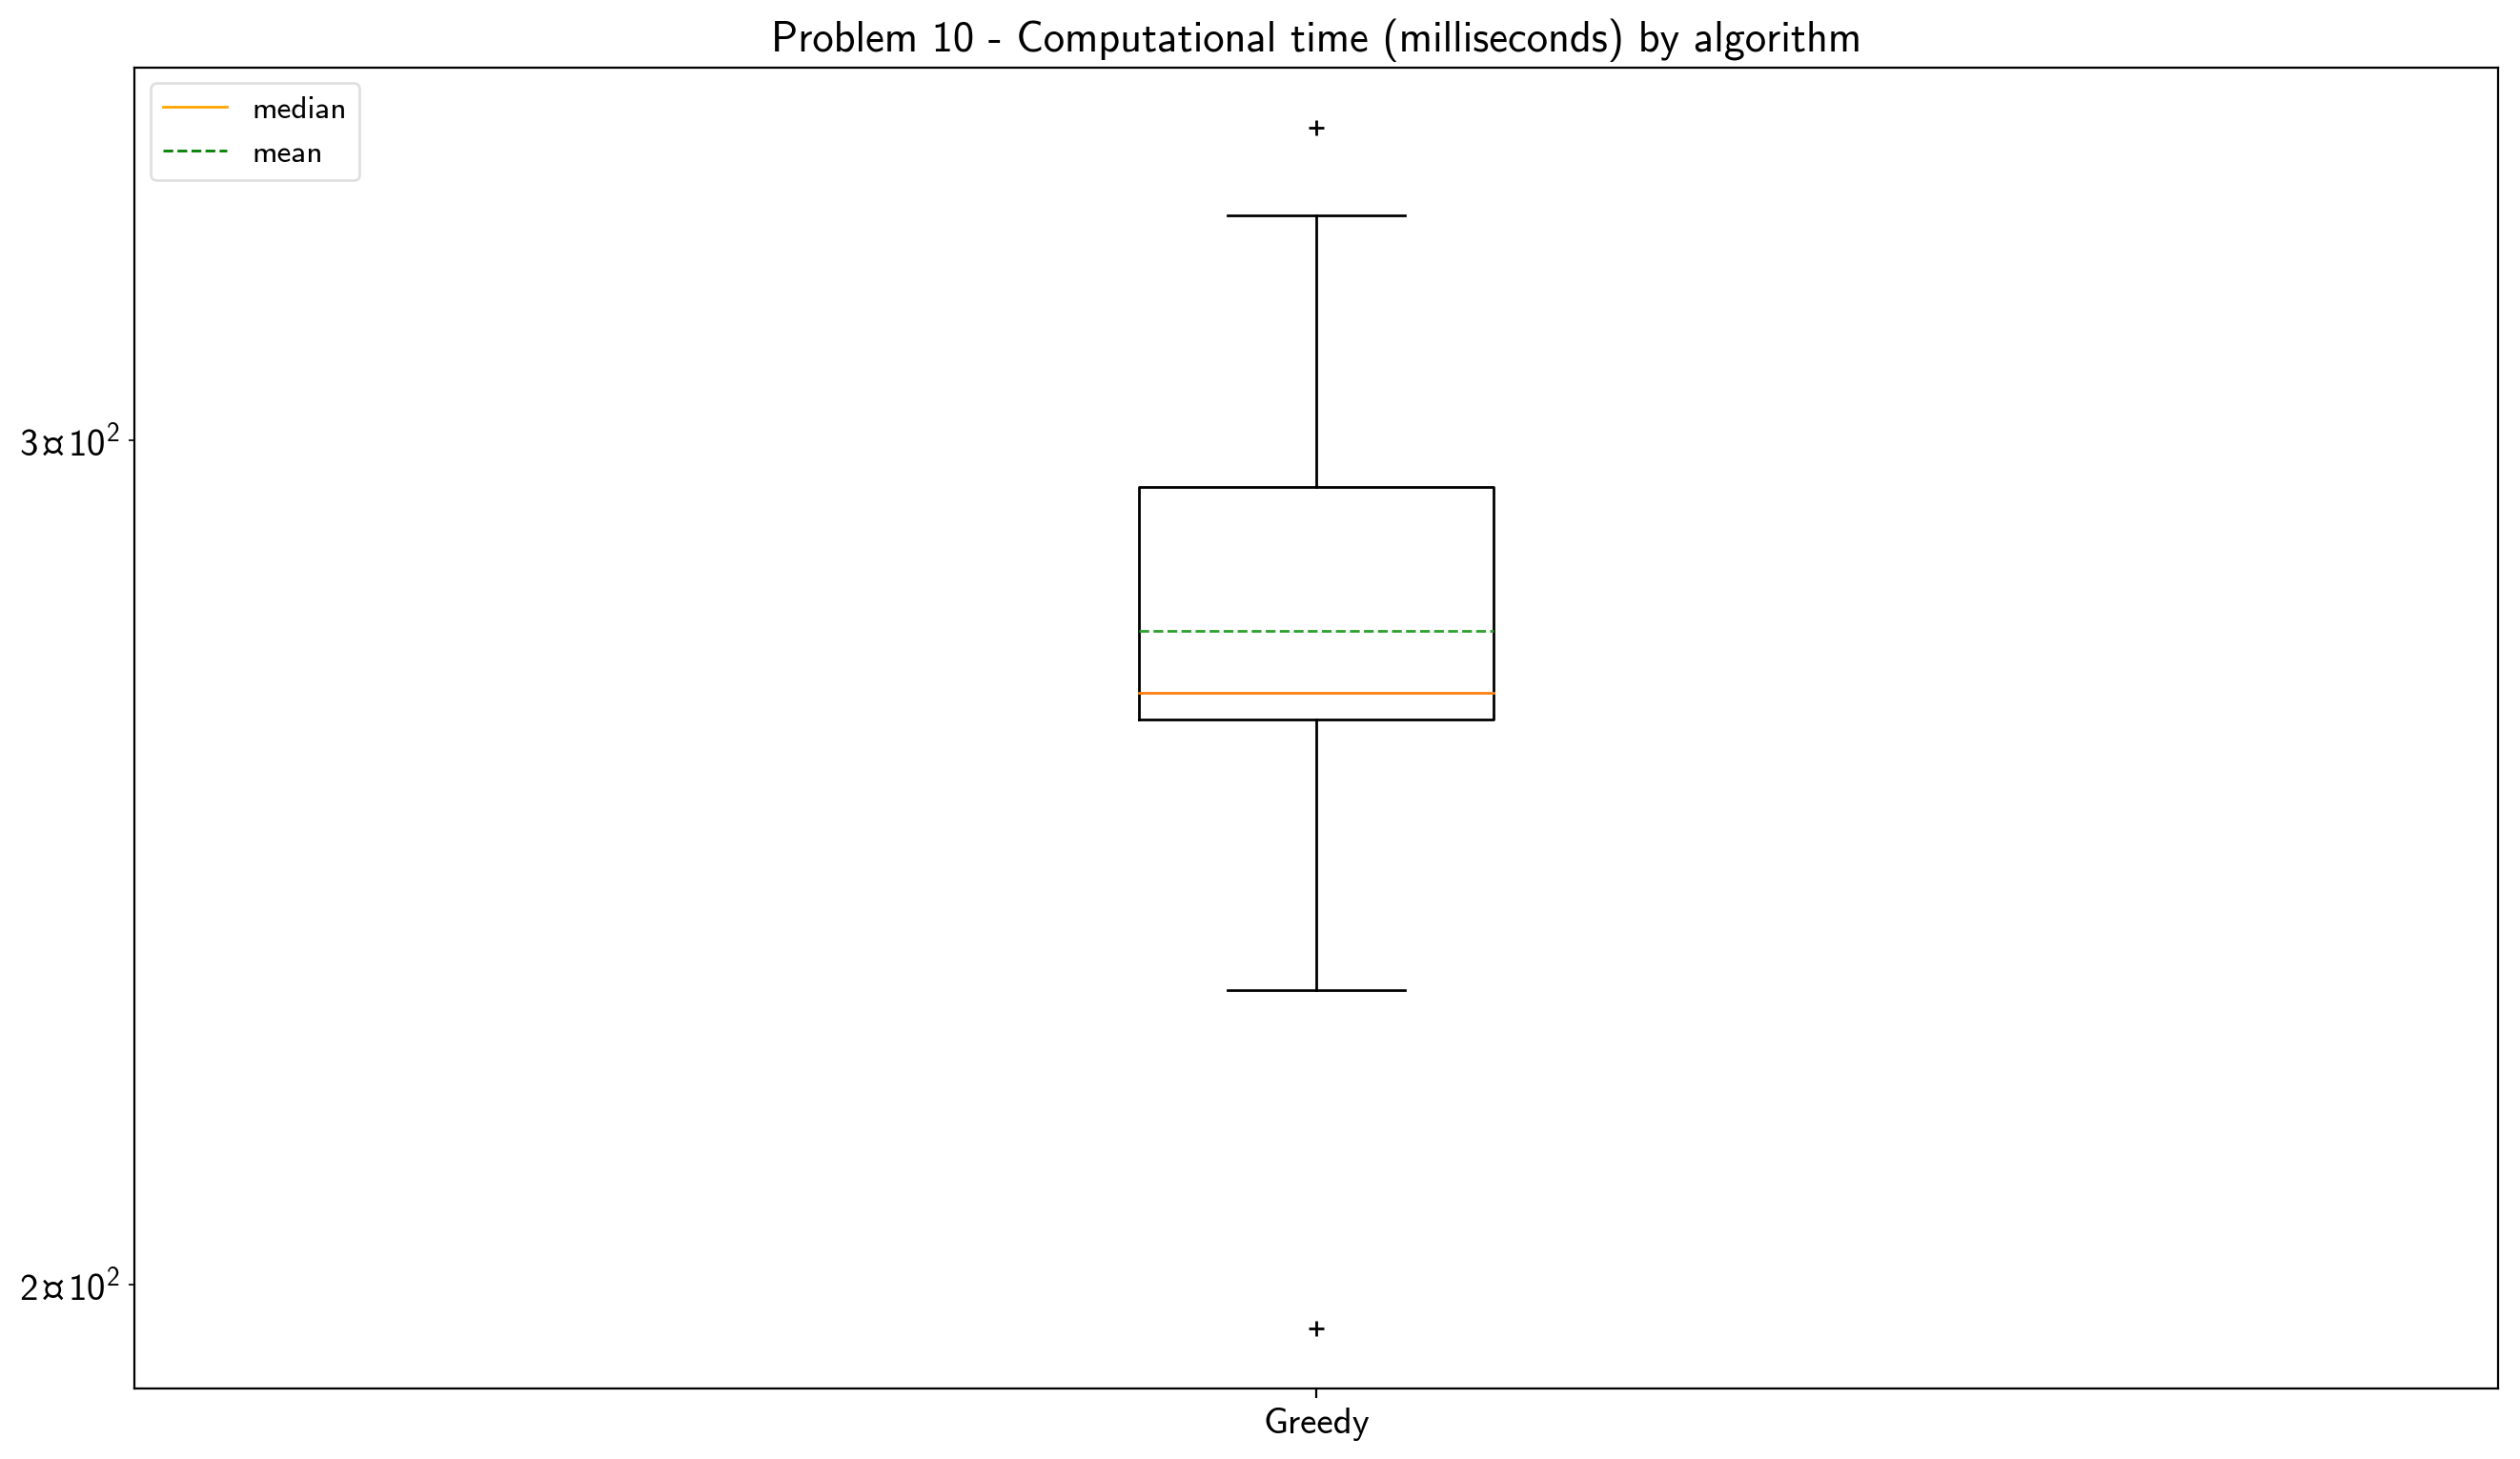 Problem 10 - Computational time (milliseconds) by algorithm
median
mean
3¤10²
2¤10²
Greedy